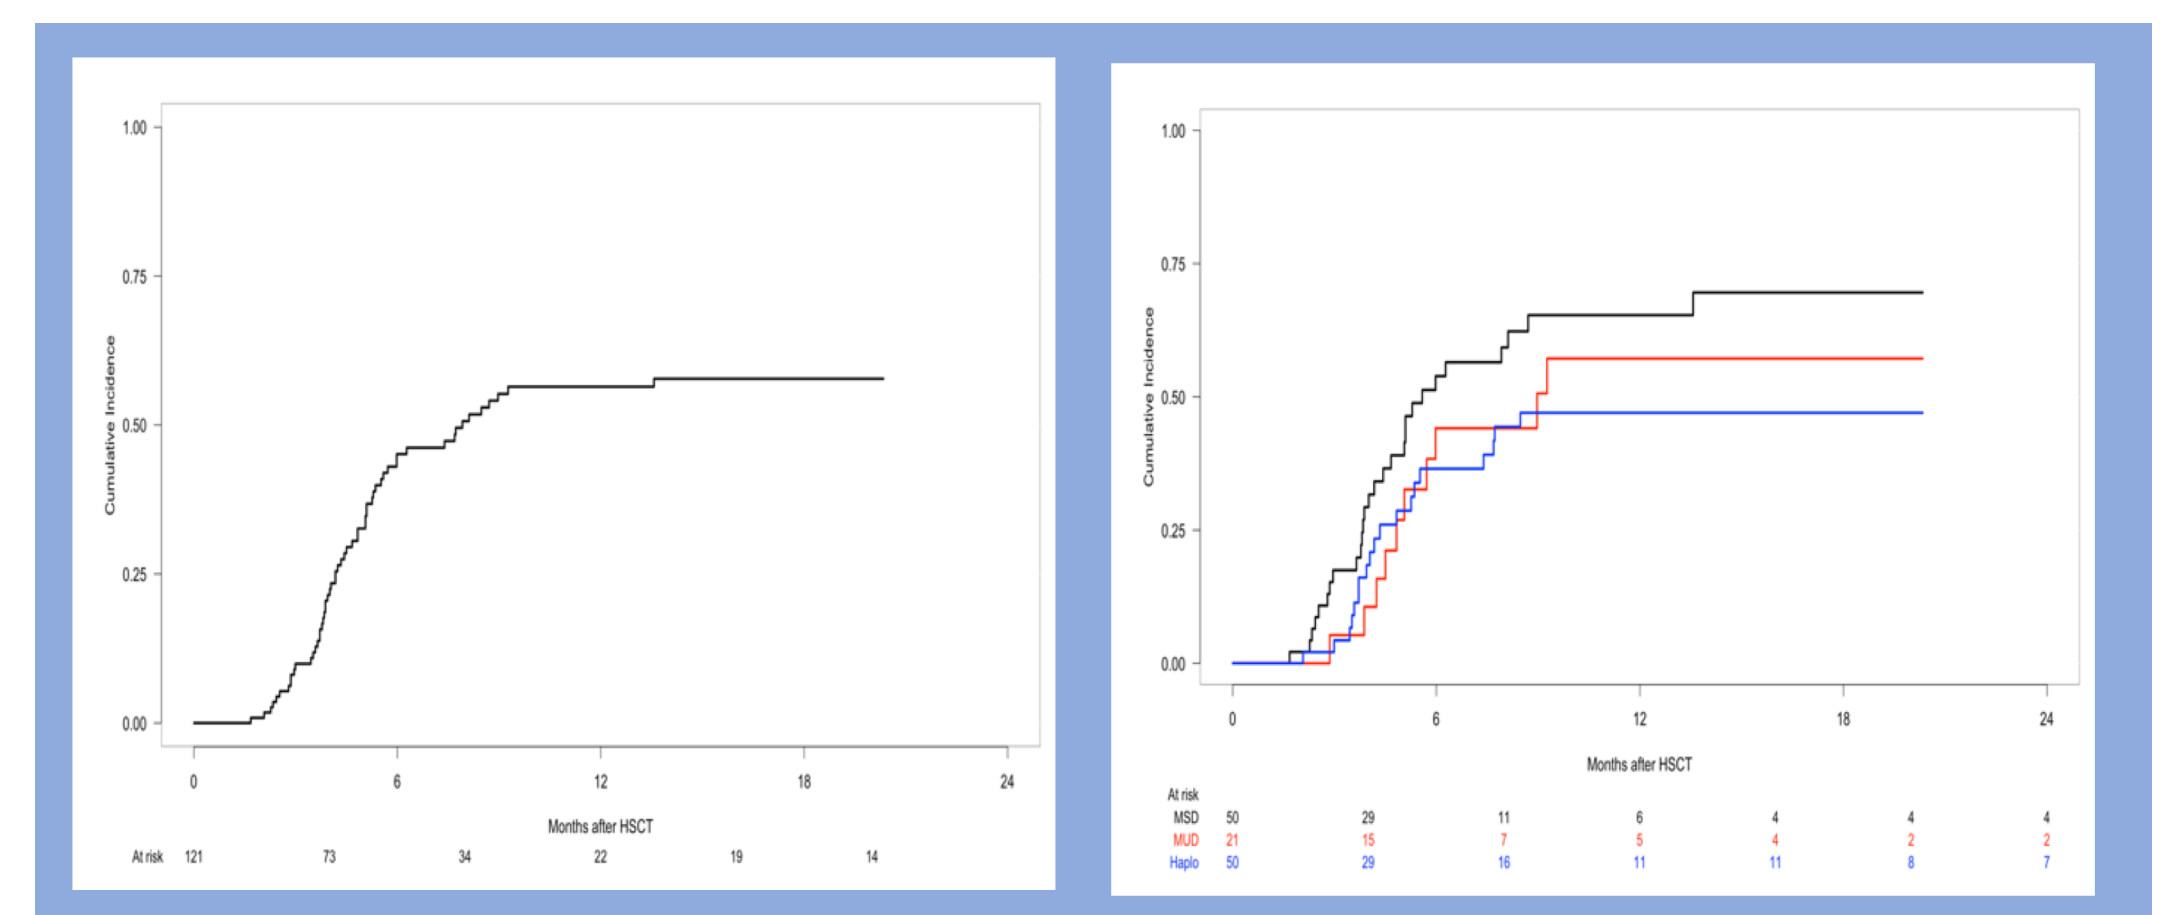 1.00
0.75
0.50
0.25
0.00
Cumulative Incidence
0 6 12 18 24
Months after HSCT
At risk 121 73 34 22 19 14
1.00
0.75
0.50
0.25
0.00
Cumulative Incidence
0 6 12 18 24
Months after HSCT
At risk
MSD 50 29 11 6 4 4 4
MUD 21 15 7 5 4 2 2
Haplo 50 29 16 11 11 8 7